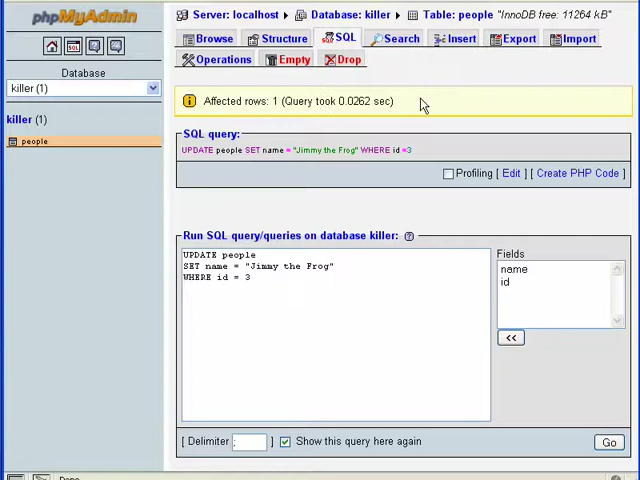 phpMyAdmin
Server: localhost Database: killer Table: people "InnoDB free: 11264 kB"
Browse Structure SQL Search Insert Export Import
Operations Empty Drop
SQL
Database
killer (1)
killer (1)
people
Affected rows: 1 (Query took 0.0262 sec)
SQL query:
UPDATE people SET name = "Jimmy the Frog" WHERE id =3
Profiling [ Edit ] [ Create PHP Code ]
Run SQL query/queries on database killer:
UPDATE people
SET name = "Jimmy the Frog"
WHERE id = 3
Fields
name
id
<<
[ Delimiter ; ] Show this query here again
Go
Done